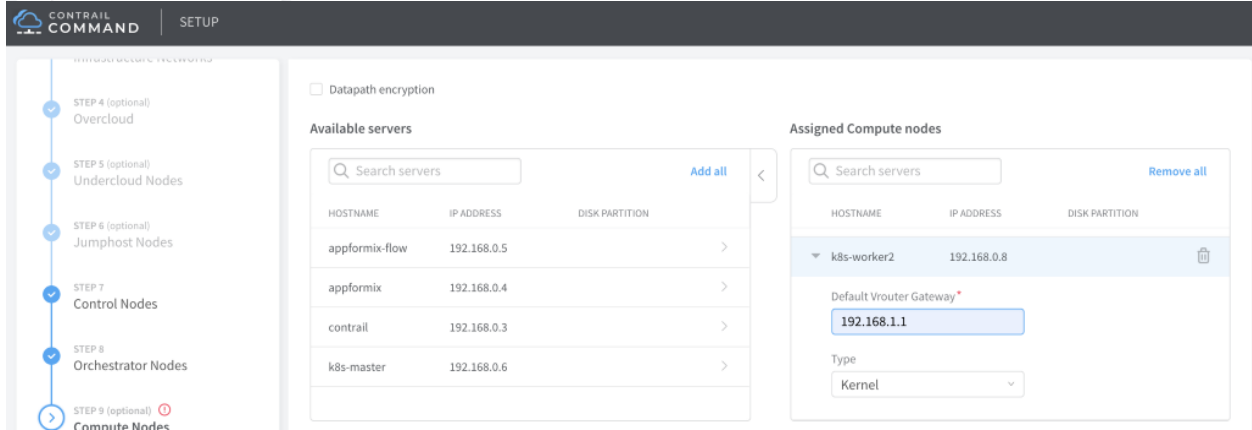 CONTRAIL
COMMAND
SETUP
Infrastructure Networks
STEP 4 (optional)
Overcloud
STEP 5 (optional)
Undercloud Nodes
STEP 6 (optional)
Jumphost Nodes
STEP 7
Control Nodes
STEP 8
Orchestrator Nodes
STEP 9 (optional)
Compute Nodes
Datapath encryption
Available servers
Search servers Add all
HOSTNAME IP ADDRESS DISK PARTITION
appformix-flow 192.168.0.5
appformix 192.168.0.4
contrail 192.168.0.3
k8s-master 192.168.0.6
Assigned Compute nodes
Search servers Remove all
HOSTNAME IP ADDRESS DISK PARTITION
k8s-worker2 192.168.0.8
Default Vrouter Gateway*
192.168.1.1
Type
Kernel